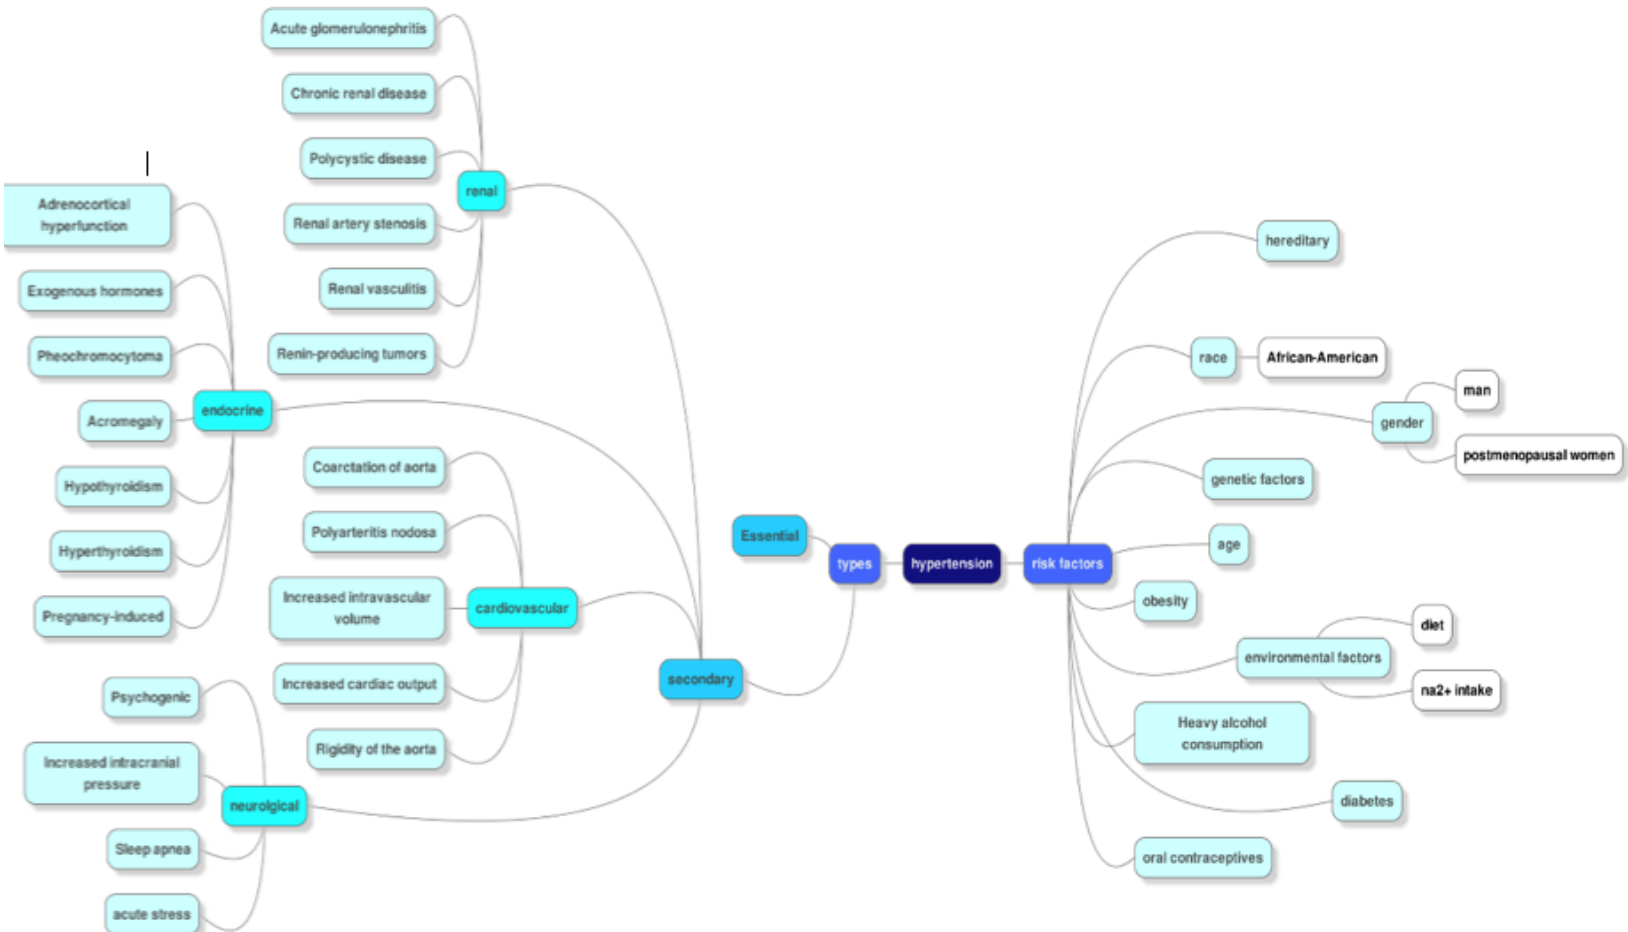 Acute glomerulonephritis
Chronic renal disease
Polycystic disease
Renal artery stenosis
Renal vasculitis
Renin-producing tumors
renal
Adrenocortical
hyperfunction
Exogenous hormones
Pheochromocytoma
Acromegaly
Hypothyroidism
Hyperthyroidism
Pregnancy-induced
endocrine
Coarctation of aorta
Polyarteritis nodosa
Increased intravascular
volume
Increased cardiac output
Rigidity of the aorta
cardiovascular
Psychogenic
Increased intracranial
pressure
Sleep apnea
acute stress
neurolgical
secondary
Essential
types
hypertension
risk factors
hereditary
race
African-American
gender
man
postmenopausal women
genetic factors
age
obesity
environmental factors
diet
na2+ intake
Heavy alcohol
consumption
diabetes
oral contraceptives